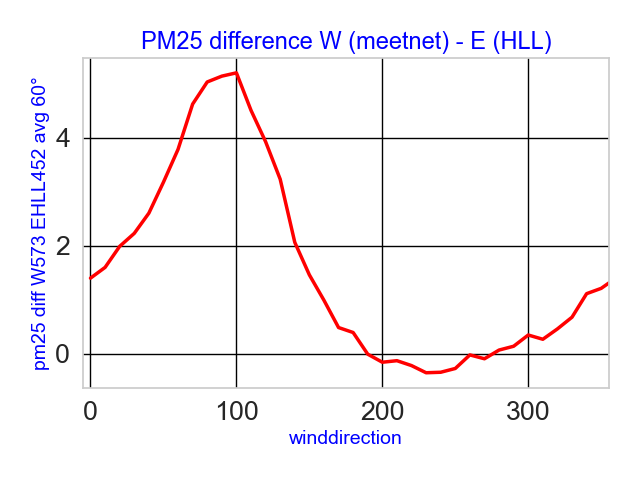 PM25 difference W (meetnet) - E (HLL)
pm25 diff W573 EHLL452 avg 60°
4
2
0
0 100 200 300
winddirection